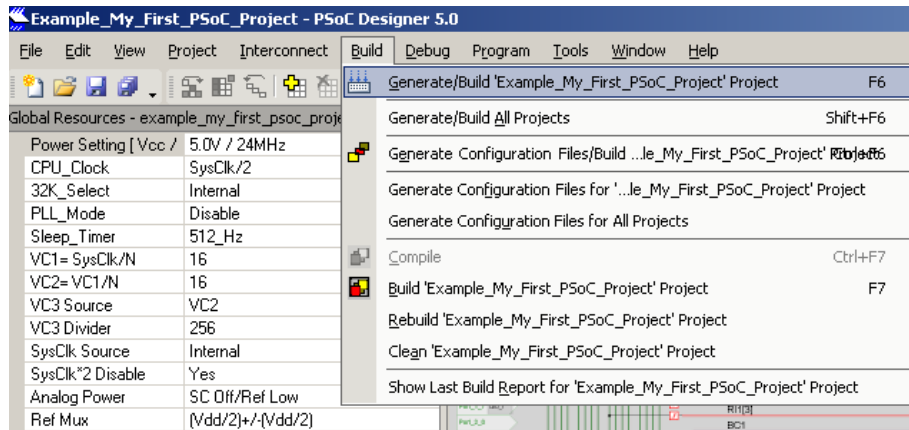 Example_My_First_PSoC_Project - PSoC Designer 5.0
File Edit View Project Interconnect Build Debug Program Tools Window Help
Global Resources - example_my_first_psoc_proje
Power Setting [ Vcc / 5.0V / 24MHz
CPU_Clock SysClk/2
32K_Select Internal
PLL_Mode Disable
Sleep_Timer 512_Hz
VC1= SysClk/N 16
VC2= VC1/N 16
VC3 Source VC2
VC3 Divider 256
SysClk Source Internal
SysClk*2 Disable Yes
Analog Power SC Off/Ref Low
Ref Mux (Vdd/2)+/-(Vdd/2)
Generate/Build 'Example_My_First_PSoC_Project' Project F6
Generate/Build All Projects Shift+F6
Generate Configuration Files/Build ...le_My_First_PSoC_Project'
Generate Configuration Files for '...le_My_First_PSoC_Project' Project
Generate Configuration Files for All Projects
Compile Ctrl+F7
Build 'Example_My_First_PSoC_Project' Project F7
Rebuild 'Example_My_First_PSoC_Project' Project
Clean 'Example_My_First_PSoC_Project' Project
Show Last Build Report for 'Example_My_First_PSoC_Project' Project
BC1